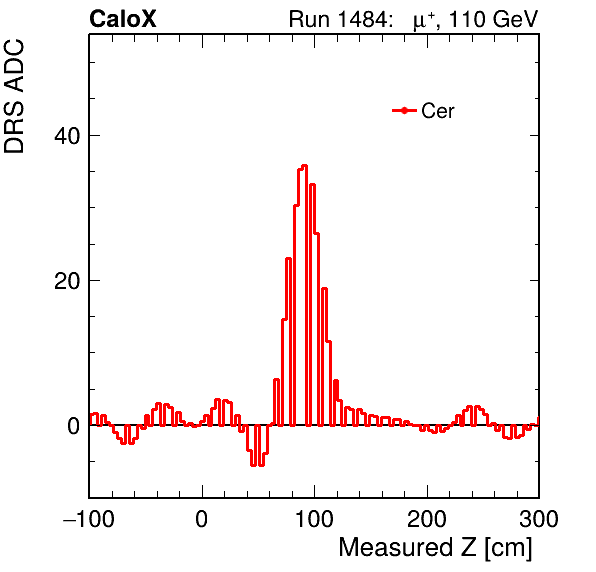 CaloX Run 1484: μ⁺, 110 GeV
DRS ADC
Cer
40
20
0
−100 0 100 200 300
Measured Z [cm]